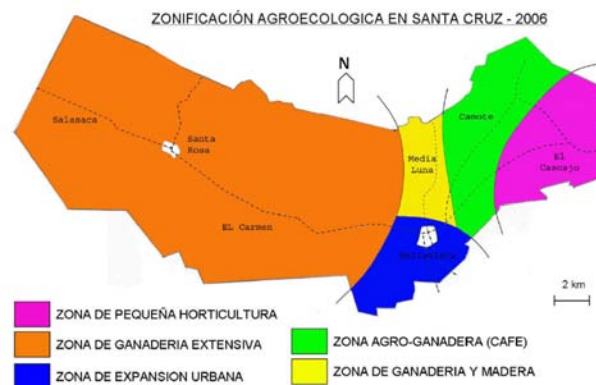 ZONIFICACIÓN AGROECOLOGICA EN SANTA CRUZ - 2006
N
Salasaca
Santa
Rosa
EL Carmen
Media
Luna
Camote
El
Cascajo
Bellavista
2 km
ZONA DE PEQUEÑA HORTICULTURA
ZONA DE GANADERIA EXTENSIVA
ZONA DE EXPANSION URBANA
ZONA AGRO-GANADERA (CAFE)
ZONA DE GANADERIA Y MADERA